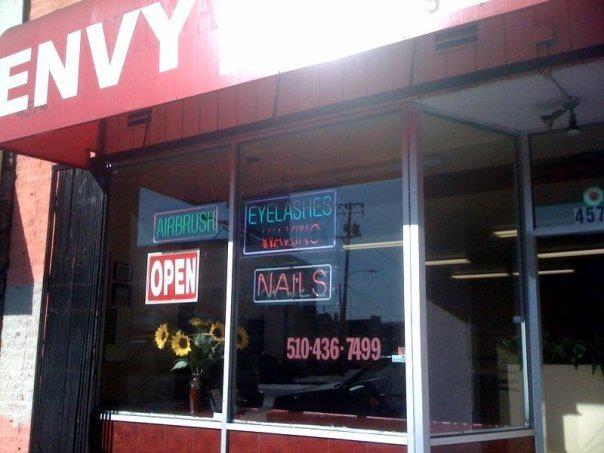 ENVY
AIRBRUSH
EYELASHES
WAXING
OPEN
NAILS
510-436-7499
457